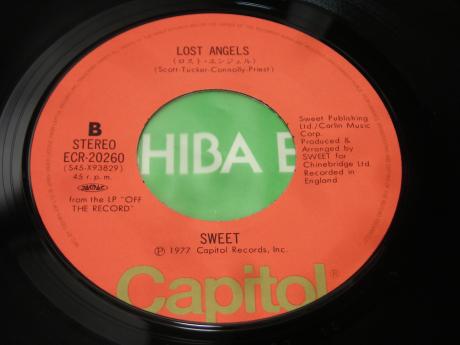 LOST ANGELS
(ロスト・エンジェル)
(Scott-Tucker-Connolly-Priest)
B
STEREO
ECR-20260
(S45-X93829)
45 r.p.m.
from the LP "OFF
THE RECORD"
Sweet Publishing
Ltd./Carlin Music
Corp.
Produced &
Arranged by
SWEET for
Chinebridge Ltd.
Recorded in
England
HIBA E
SWEET
Ⓟ 1977 Capitol Records, Inc.
Capitol®